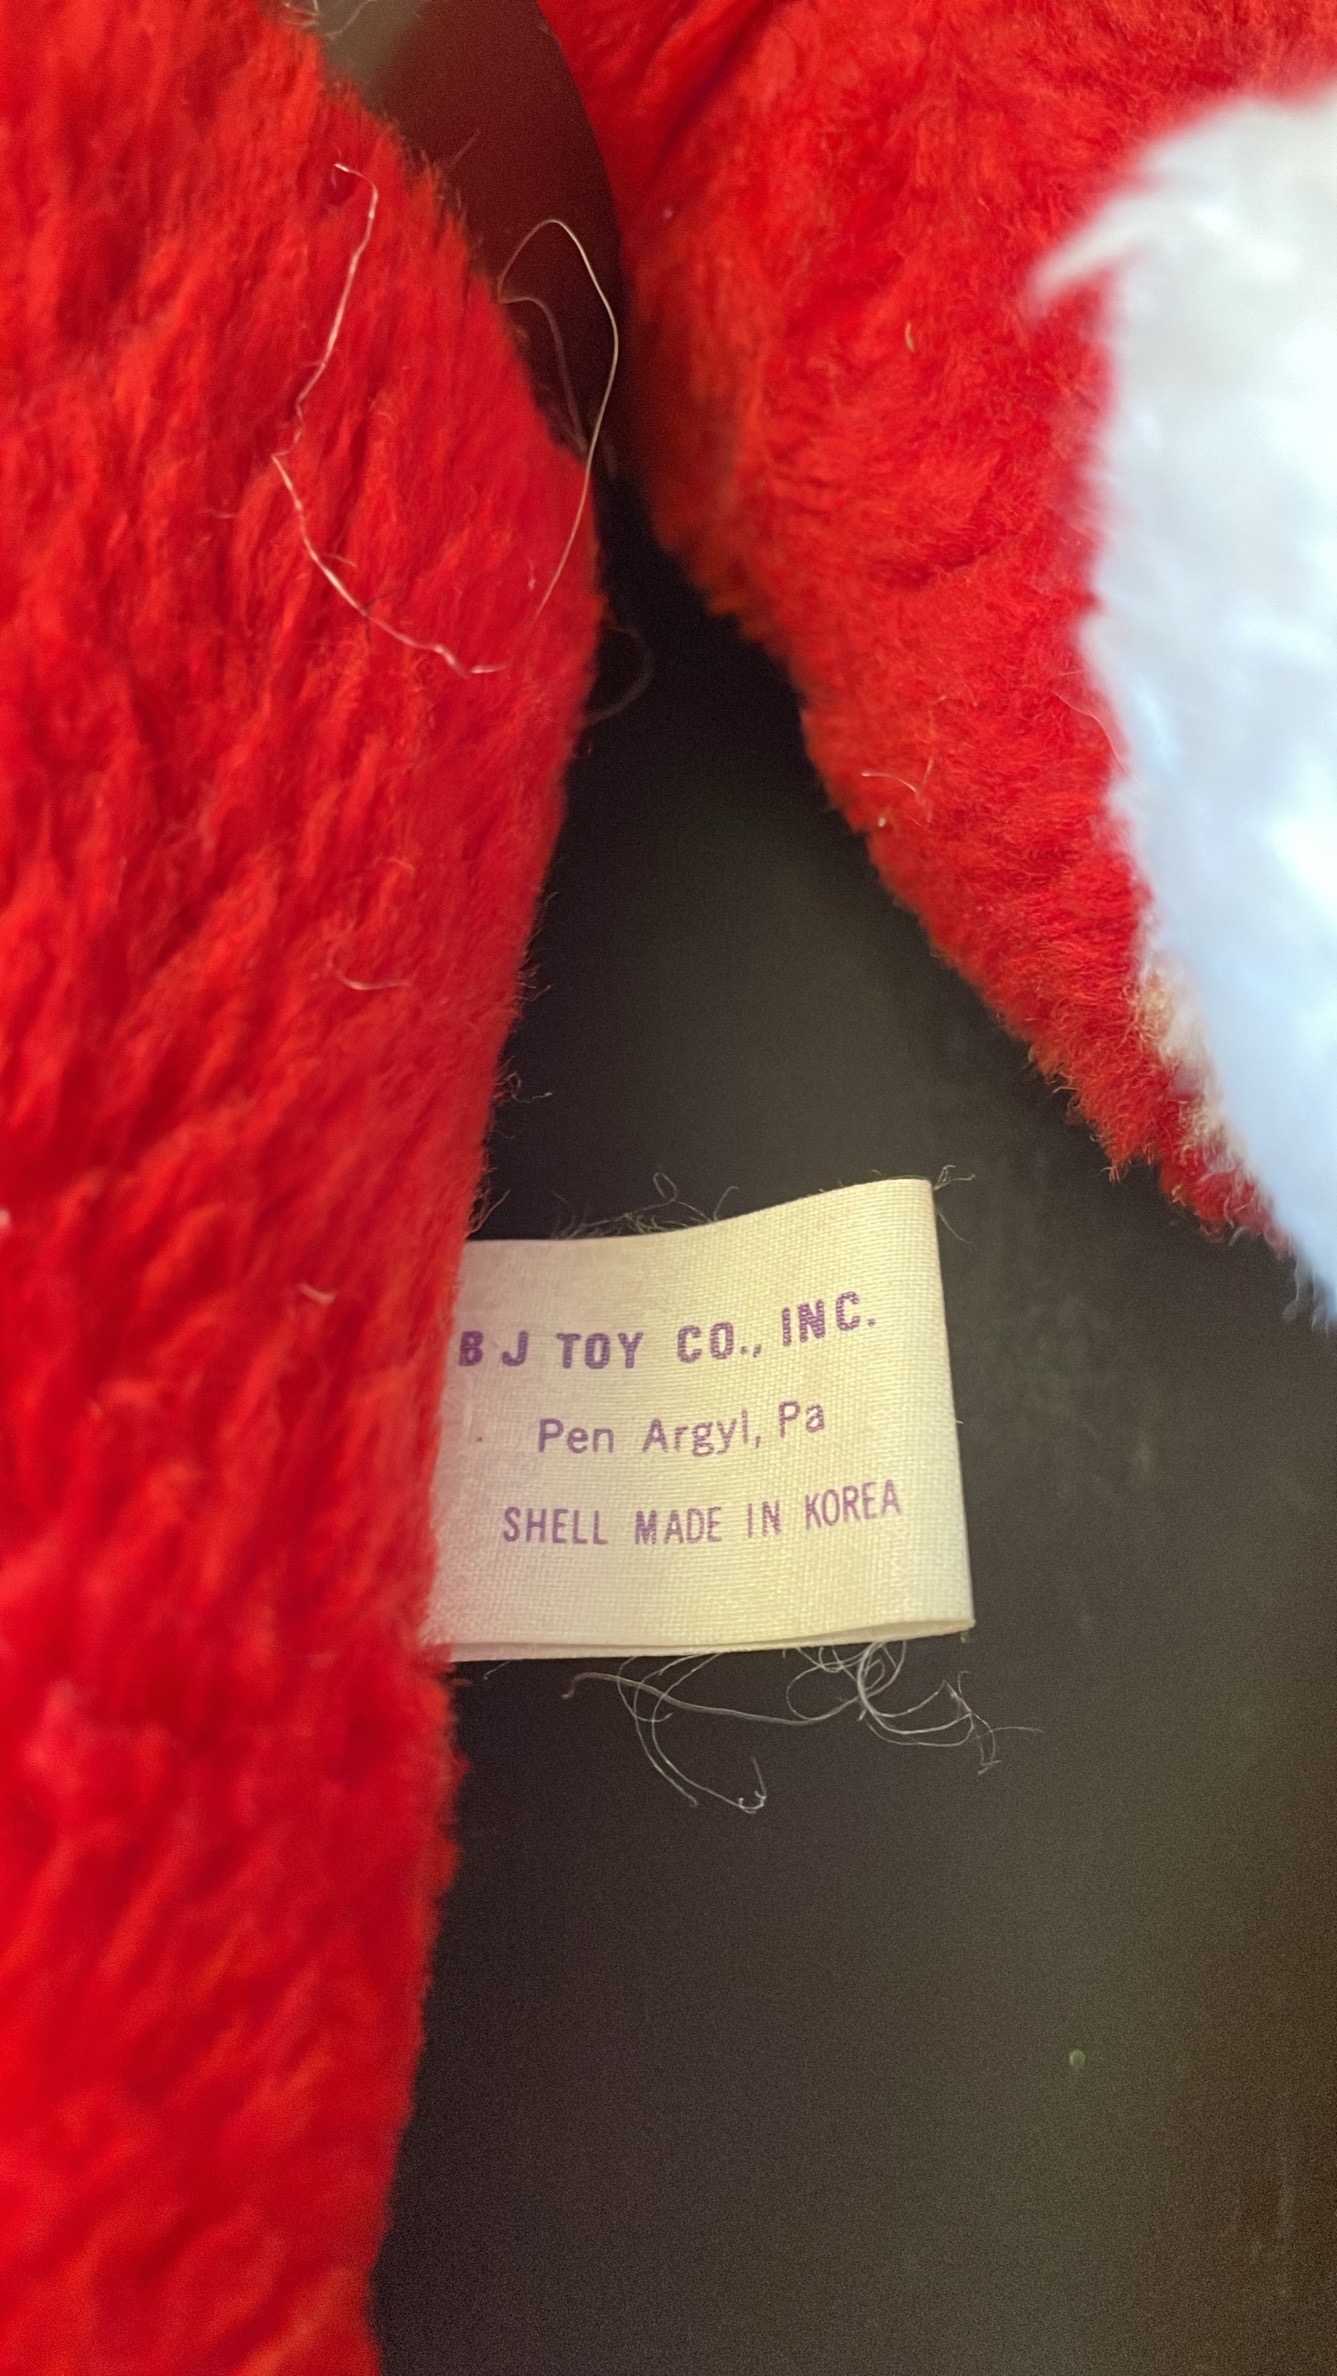 B J TOY CO., INC.
Pen Argyl, Pa
SHELL MADE IN KOREA